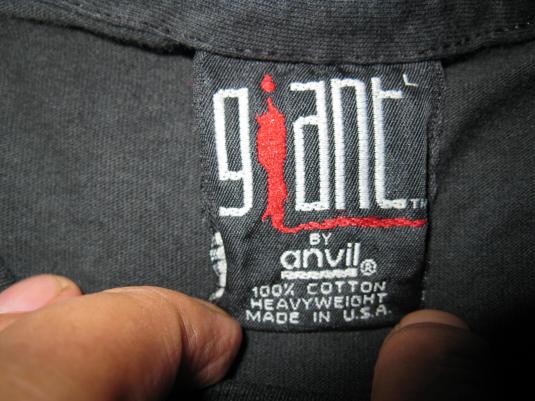 giant L
TM
BY
anvil ®
100% COTTON
HEAVYWEIGHT
MADE IN U.S.A.